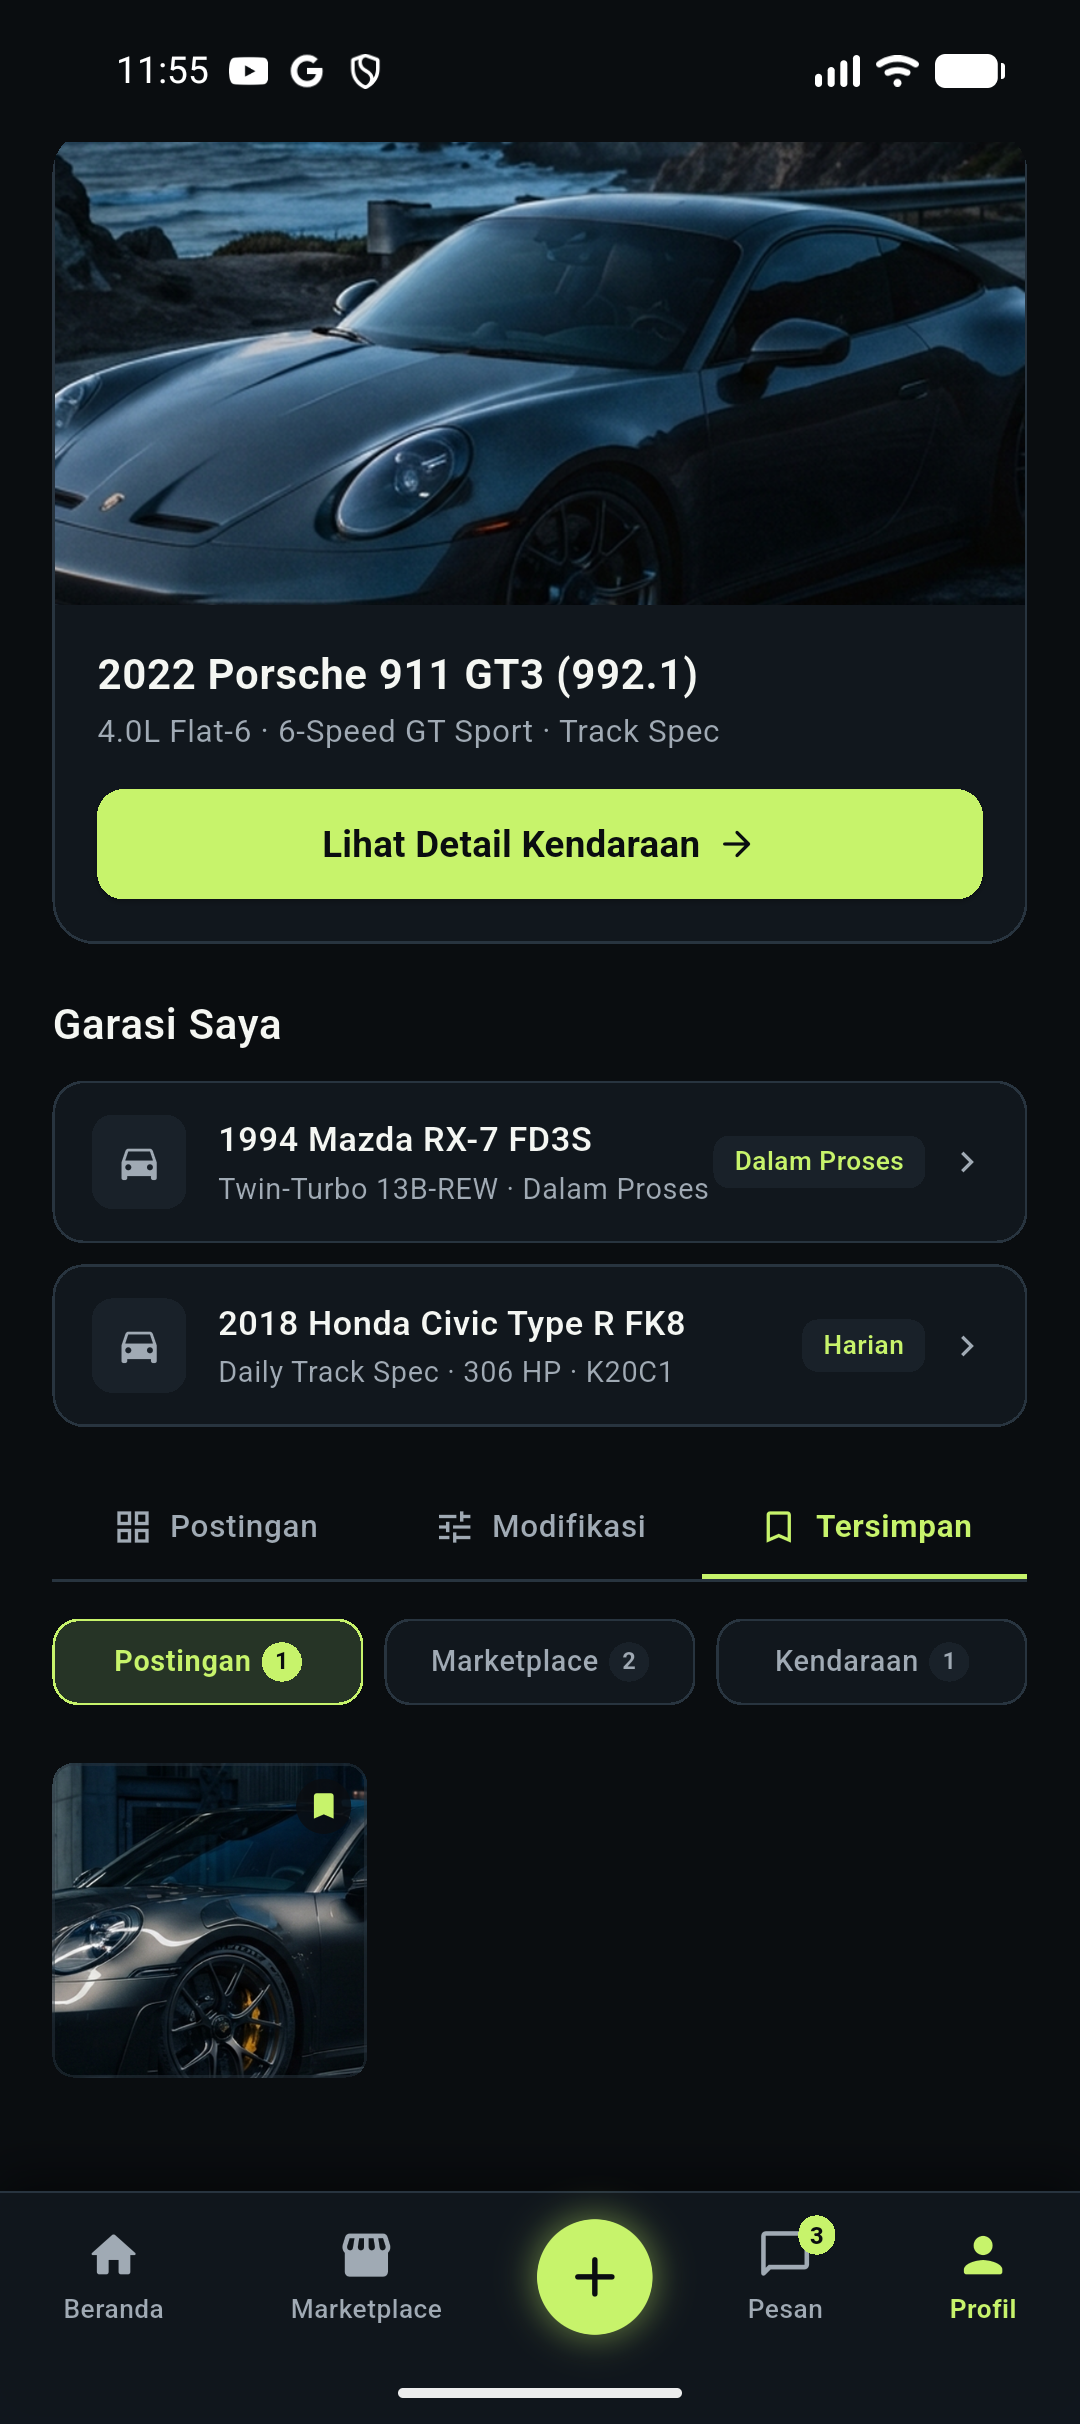 11:55
2022 Porsche 911 GT3 (992.1)
4.0L Flat-6 · 6-Speed GT Sport · Track Spec
Lihat Detail Kendaraan →
Garasi Saya
1994 Mazda RX-7 FD3S
Twin-Turbo 13B-REW · Dalam Proses
Dalam Proses
2018 Honda Civic Type R FK8
Daily Track Spec · 306 HP · K20C1
Harian
Postingan
Modifikasi
Tersimpan
Postingan 1
Marketplace 2
Kendaraan 1
3
Beranda
Marketplace
Pesan
Profil